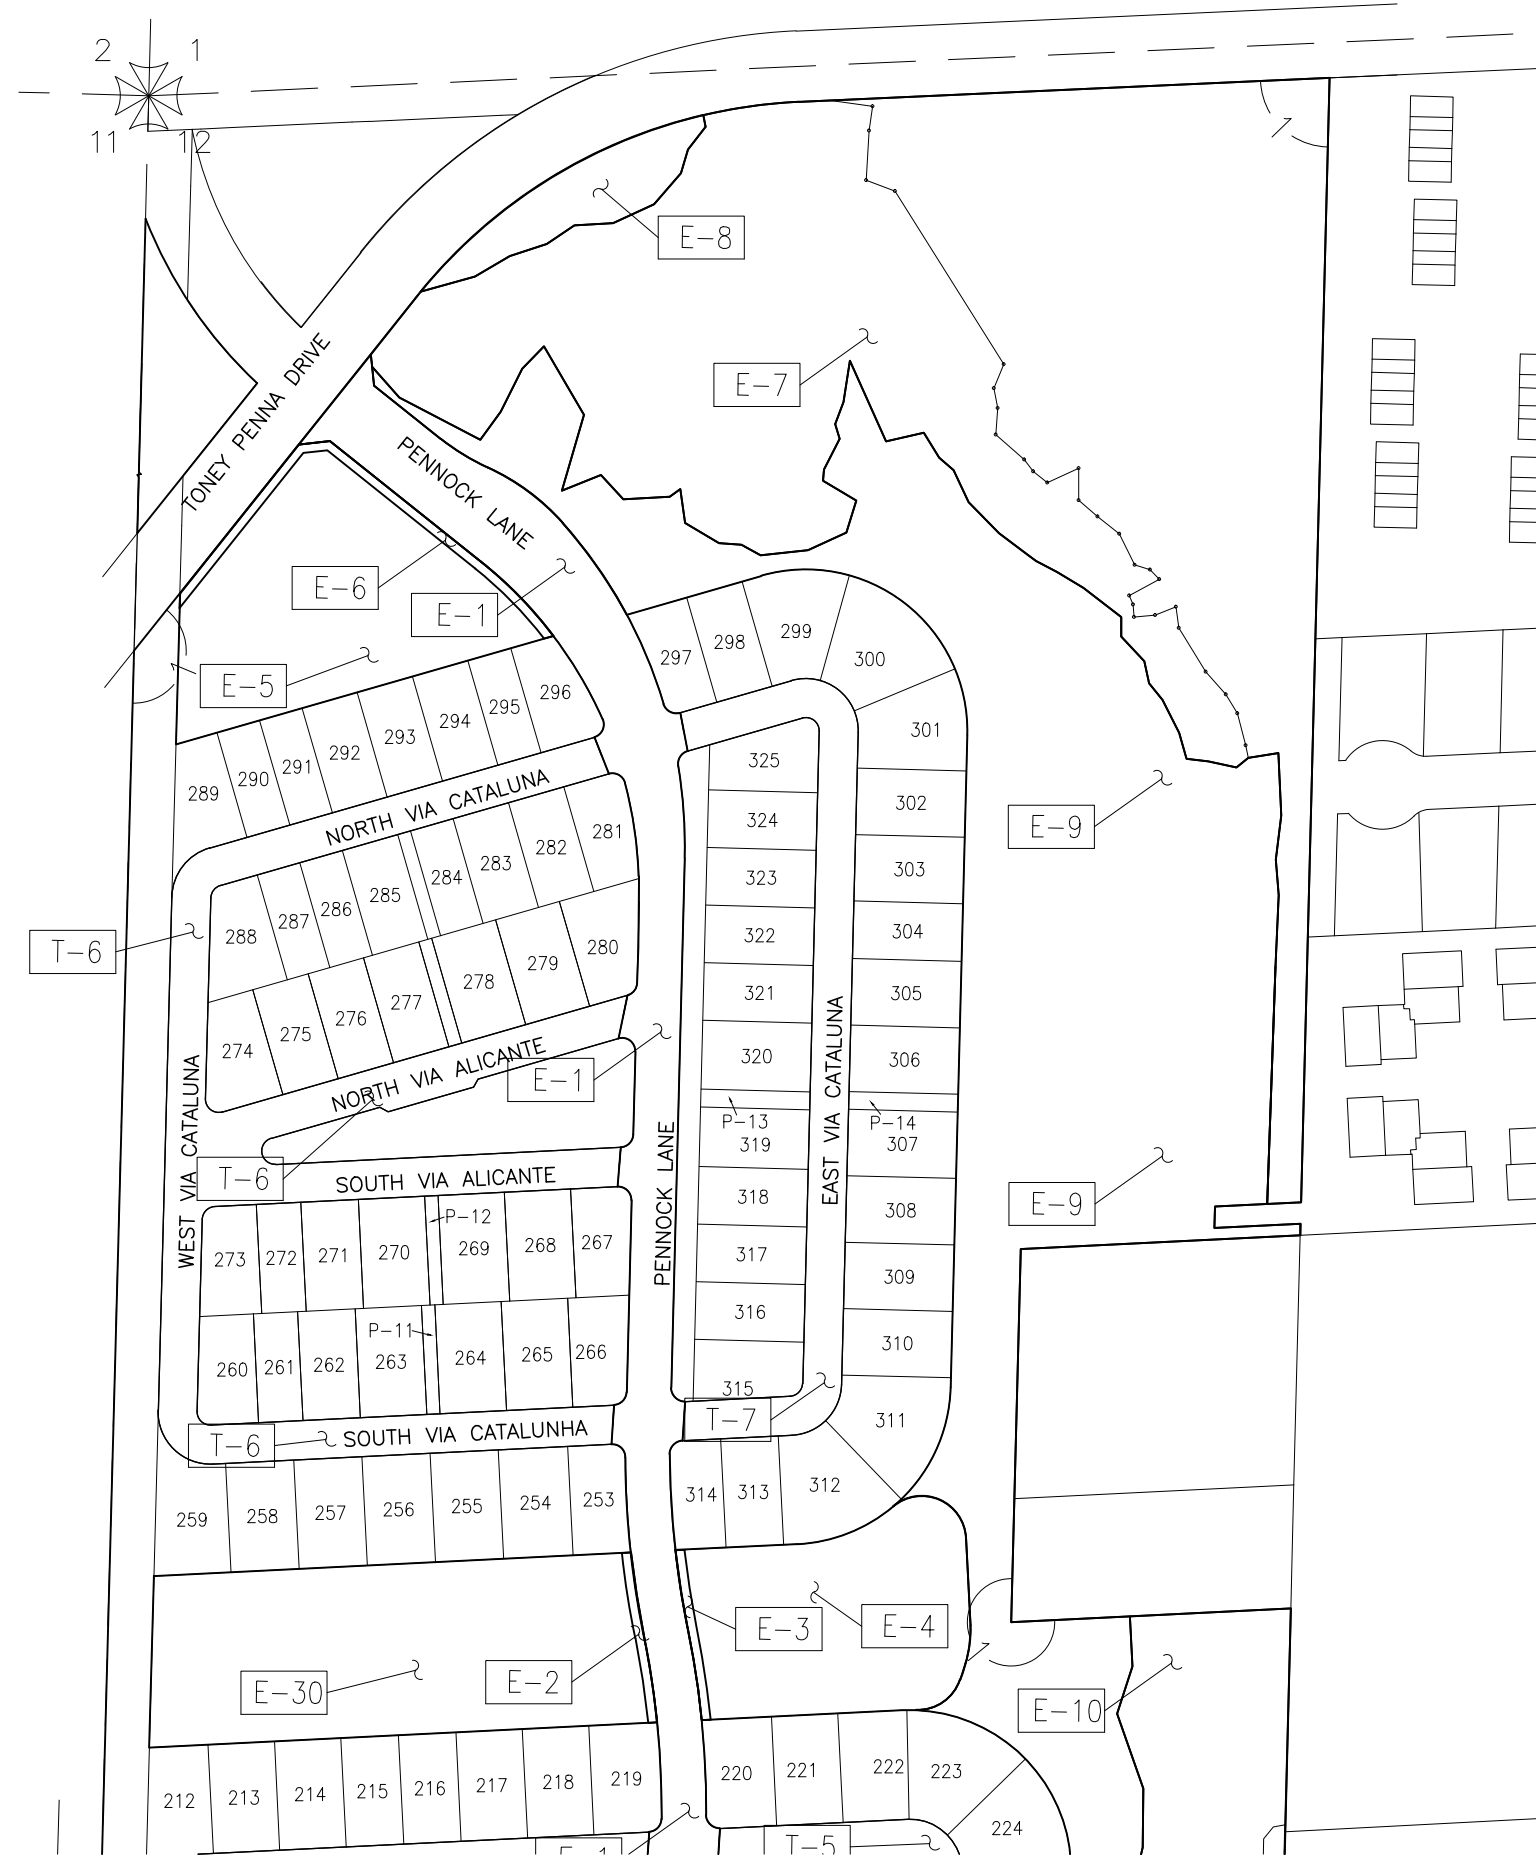 2 1
11 12
1
E-8
TONEY PENNA DRIVE
E-7
PENNOCK LANE
E-6
E-1
E-5
1
297 298 299 300
301
289 290 291 292 293 294 295 296
NORTH VIA CATALUNA
325
324
323
322
321
320
P-13
319
318
317
316
315
302
303
304
305
306
P-14
307
308
309
310
311
E-9
288 287 286 285 284 283 282 281
T-6
274 275 276 277 278 279 280
NORTH VIA ALICANTE
E-1
WEST VIA CATALUNA
EAST VIA CATALUNA
PENNOCK LANE
T-6
SOUTH VIA ALICANTE
E-9
P-12
273 272 271 270 269 268 267
P-11
260 261 262 263 264 265 266
T-7
T-6
SOUTH VIA CATALUNHA
259 258 257 256 255 254 253
314 313 312
E-3
E-4
1
E-30
E-2
E-10
212 213 214 215 216 217 218 219
220 221 222 223
224
E-1
T-5